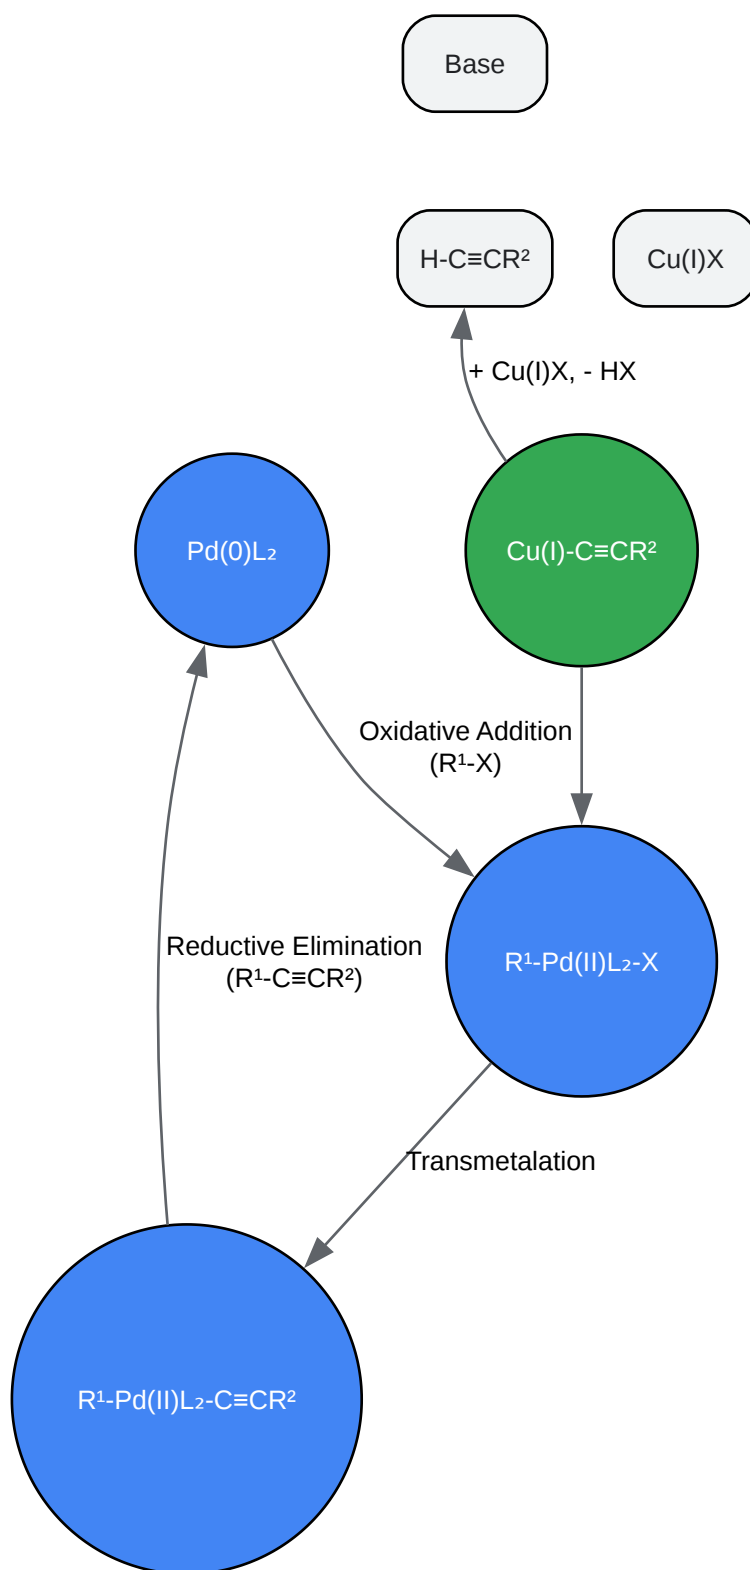 Base
H-C≡CR²
Cu(I)X
+ Cu(I)X, - HX
Pd(0)L₂
Cu(I)-C≡CR²
Oxidative Addition
(R¹-X)
Reductive Elimination
(R¹-C≡CR²)
R¹-Pd(II)L₂-X
Transmetalation
R¹-Pd(II)L₂-C≡CR²